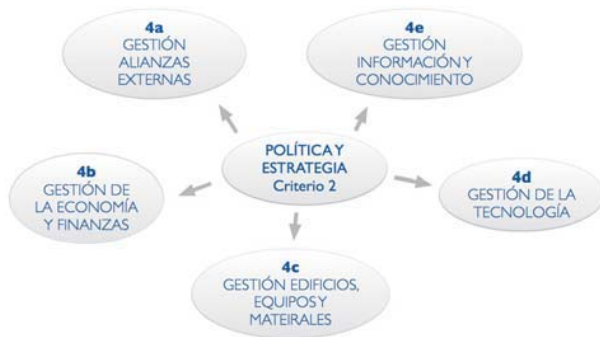 4a
GESTIÓN
ALIANZAS
EXTERNAS
4e
GESTIÓN
INFORMACIÓN Y
CONOCIMIENTO
POLÍTICA Y
ESTRATEGIA
Criterio 2
4b
GESTIÓN DE
LA ECONOMÍA
Y FINANZAS
4d
GESTIÓN DE LA
TECNOLOGÍA
4c
GESTIÓN EDIFICIOS,
EQUIPOS Y
MATEIRALES